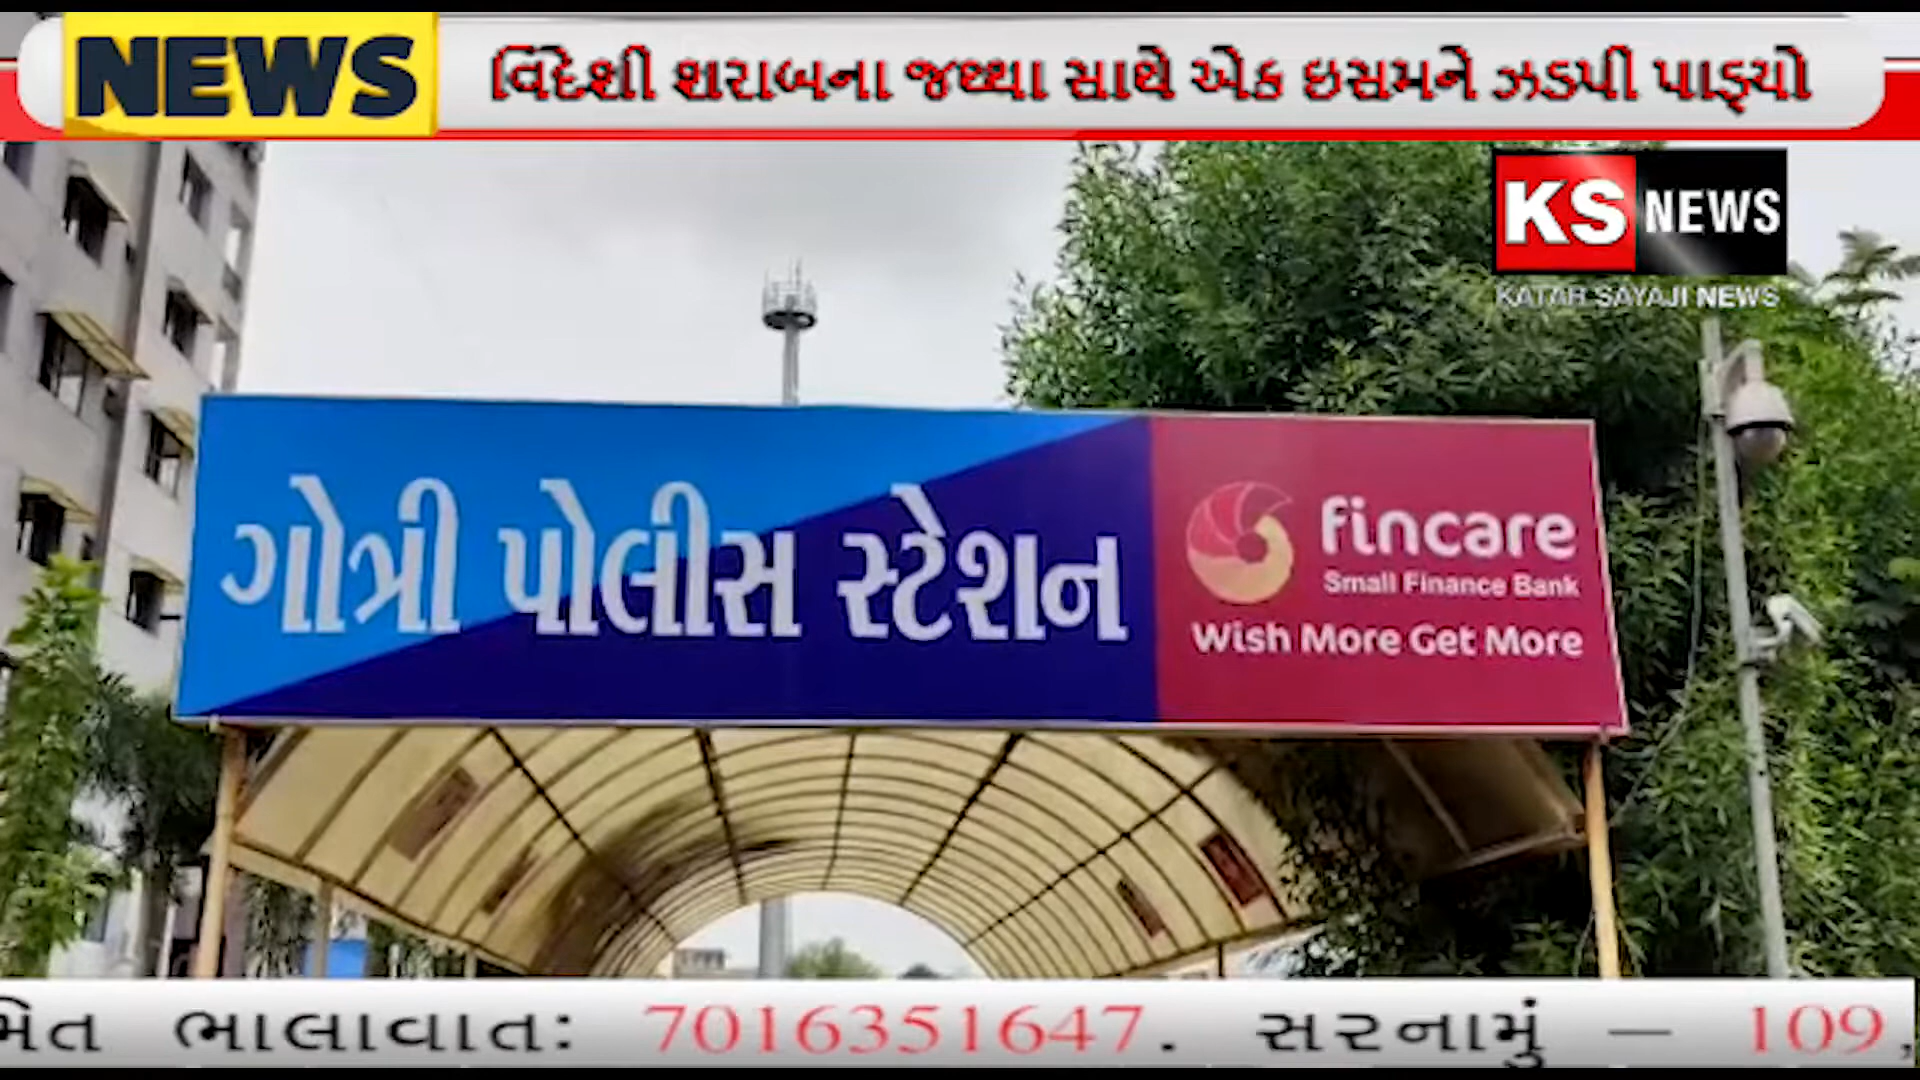 NEWS
વિદેશી શરાબના જથ્થા સાથે એક ઇસમને ઝડપી પાડ્યો
KS NEWS
KATAR SAYAJI NEWS
ગોત્રી પોલીસ સ્ટેશન
fincare
Small Finance Bank
Wish More Get More
ભાલાવાતઃ 7016351647. સરનામું – 109,